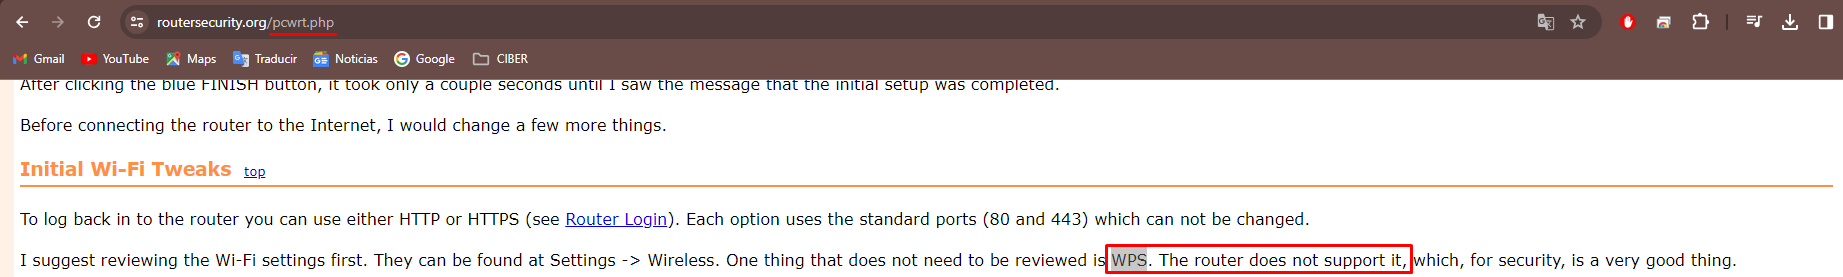 routersecurity.org/pcwrt.php
Gmail YouTube Maps Traducir Noticias Google CIBER
After clicking the blue FINISH button, it took only a couple seconds until I saw the message that the initial setup was completed.
Before connecting the router to the Internet, I would change a few more things.
Initial Wi-Fi Tweaks top
To log back in to the router you can use either HTTP or HTTPS (see Router Login). Each option uses the standard ports (80 and 443) which can not be changed.
I suggest reviewing the Wi-Fi settings first. They can be found at Settings -> Wireless. One thing that does not need to be reviewed is WPS. The router does not support it, which, for security, is a very good thing.